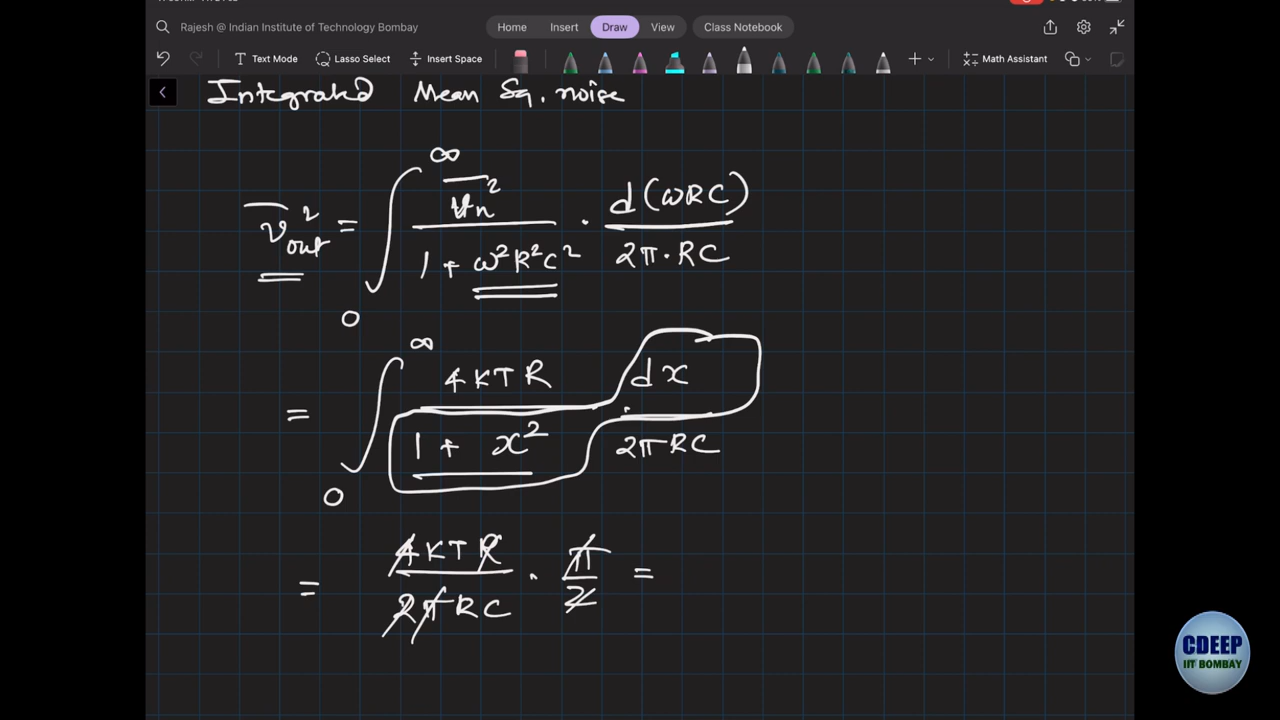 Rajesh @ Indian Institute of Technology Bombay
Home Insert Draw View Class Notebook
Text Mode Lasso Select Insert Space Math Assistant
Integrated Mean Sq. noise
v̅out² = ∫₀^∞ v̅n² / (1 + ω²R²C²) · d(ωRC) / (2π·RC)
= ∫₀^∞ 4KTR / (1 + x²) dx / (2πRC)
= 4KTR / (2πRC) · π/2 =
CDEEP
IIT BOMBAY